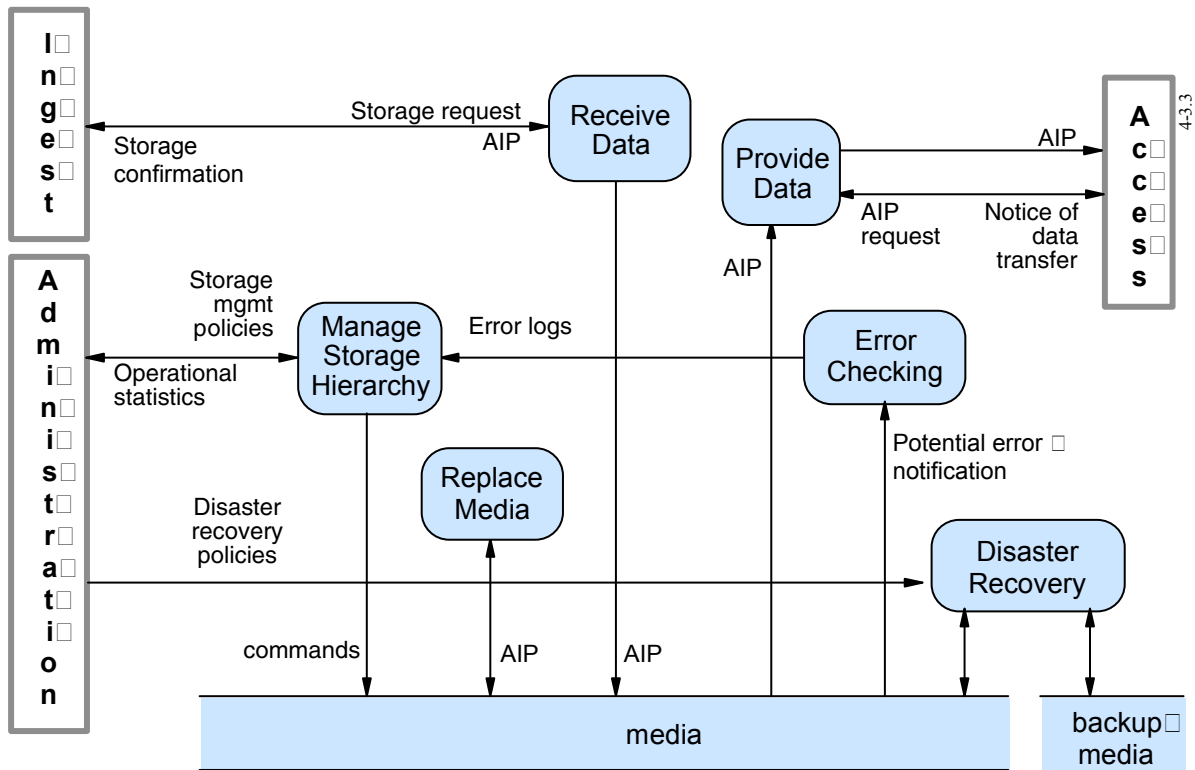 Ingest
Storage request
AIP
Storage
confirmation
Receive
Data
Provide
Data
AIP
AIP
request
Notice of
data
transfer
Access
4-3.3
AIP
Administration
Storage
mgmt
policies
Operational
statistics
Manage
Storage
Hierarchy
Error logs
Error
Checking
Potential error
notification
Replace
Media
Disaster
recovery
policies
Disaster
Recovery
commands
AIP
AIP
media
backup
media